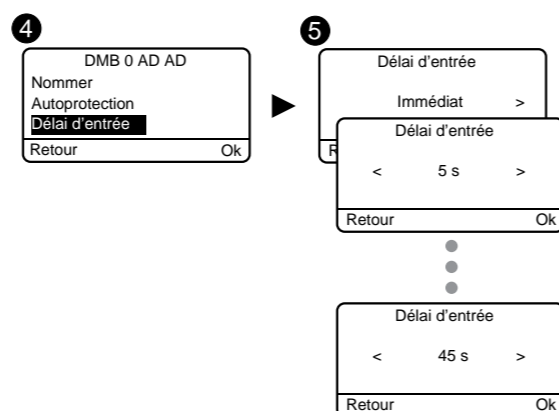 4
DMB 0 AD AD
Nommer
Autoprotection
Délai d'entrée
Retour Ok
5
Délai d'entrée
Immédiat >
R
Délai d'entrée
< 5 s >
Retour Ok
Délai d'entrée
< 45 s >
Retour Ok